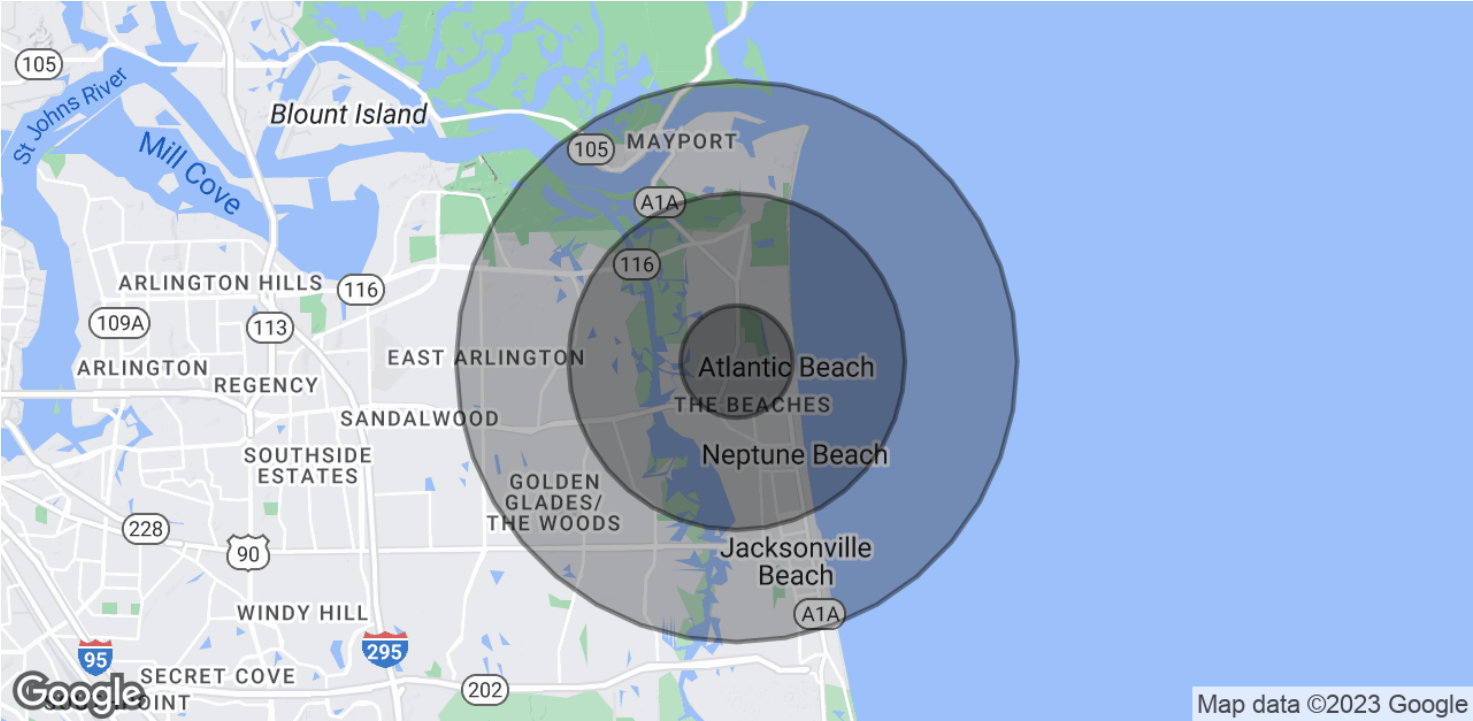 105
St Johns River
Blount Island
Mill Cove
105
MAYPORT
A1A
116
ARLINGTON HILLS
116
109A
113
EAST ARLINGTON
ARLINGTON
REGENCY
Atlantic Beach
THE BEACHES
SANDALWOOD
SOUTHSIDE
ESTATES
Neptune Beach
GOLDEN
GLADES/
THE WOODS
228
90
Jacksonville
Beach
WINDY HILL
A1A
95
295
SECRET COVE
202
Google
Map data ©2023 Google